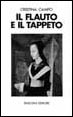 CRISTINA CAMPO
IL FLAUTO
E IL TAPPETO
RUSCONI EDITORE